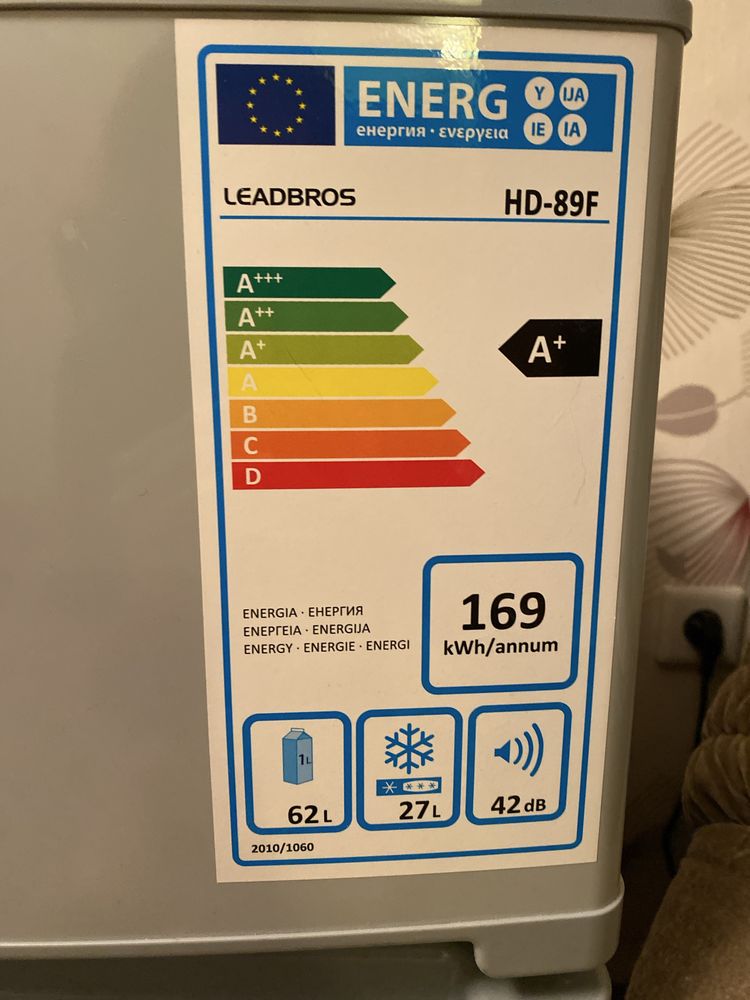 ENERG Y IJA
енергия · ενεργεια IE IA
LEADBROS HD-89F
A+++
A++
A+ A+
A
B
C
D
ENERGIA · ЕНЕРГИЯ
ΕΝΕΡΓΕΙΑ · ENERGIJA
ENERGY · ENERGIE · ENERGI
169
kWh/annum
1L
62L 27L 42dB
2010/1060